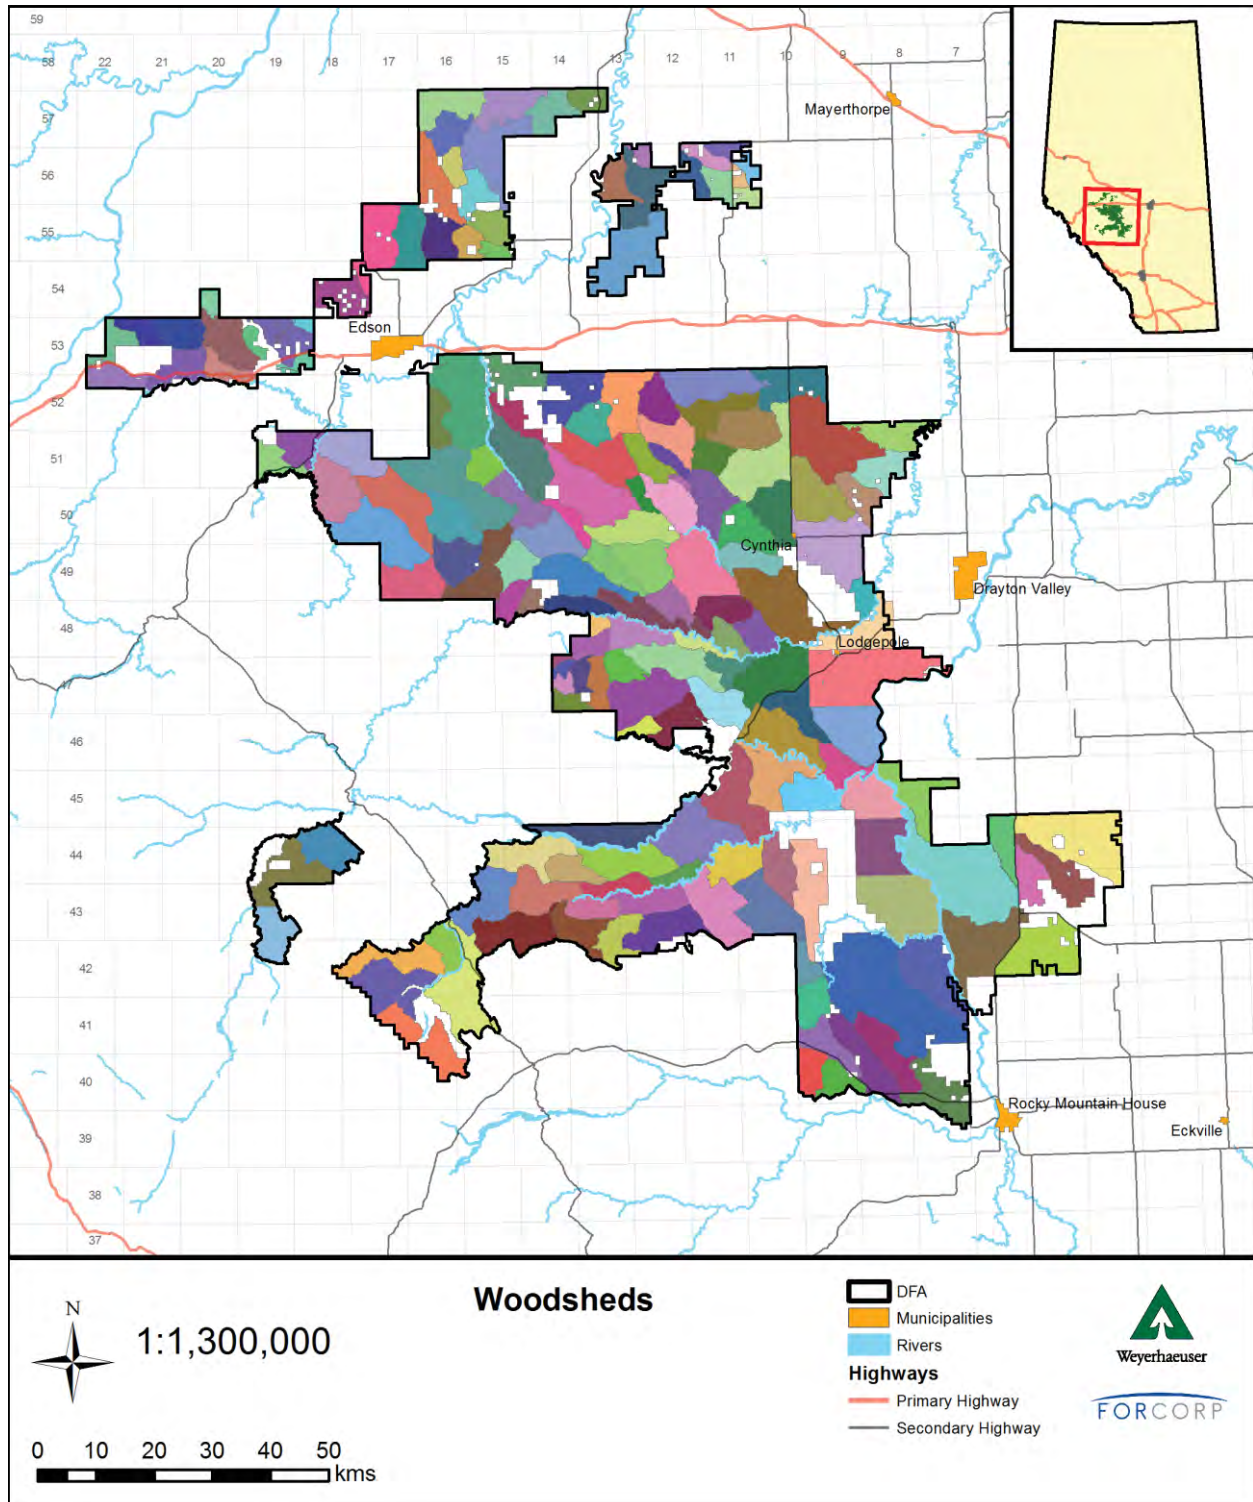 59
58 22 21 20 19 18 17 16 15 14 13 12 11 10 9 8 7
57
56
55
54
53
52
51
50
49
48
47
46
45
44
43
42
41
40
39
38
37
Mayerthorpe
Edson
Cynthia
Drayton Valley
Lodgepole
Rocky Mountain House
Eckville
Woodsheds
N
1:1,300,000
0 10 20 30 40 50
kms
DFA
Municipalities
Rivers
Highways
Primary Highway
Secondary Highway
Weyerhaeuser
FORCORP